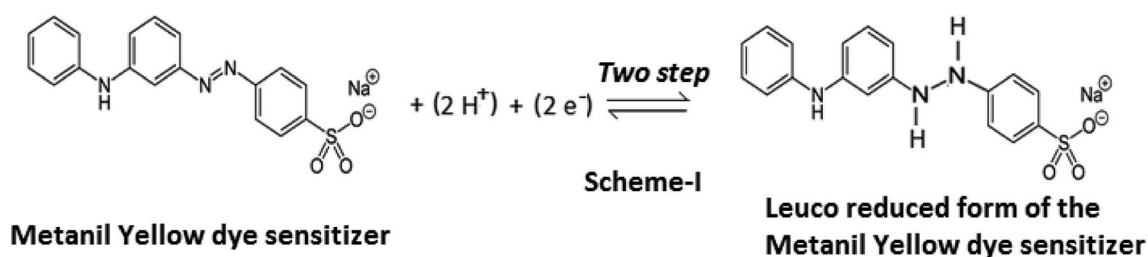 N
H
N
N
Na⊕
O⊖
S
O
O
+ (2 H⁺) + (2 e⁻)
Two step
N
H
H
N
N
H
Na⊕
O⊖
S
O
O
Scheme-I
Metanil Yellow dye sensitizer
Leuco reduced form of the
Metanil Yellow dye sensitizer